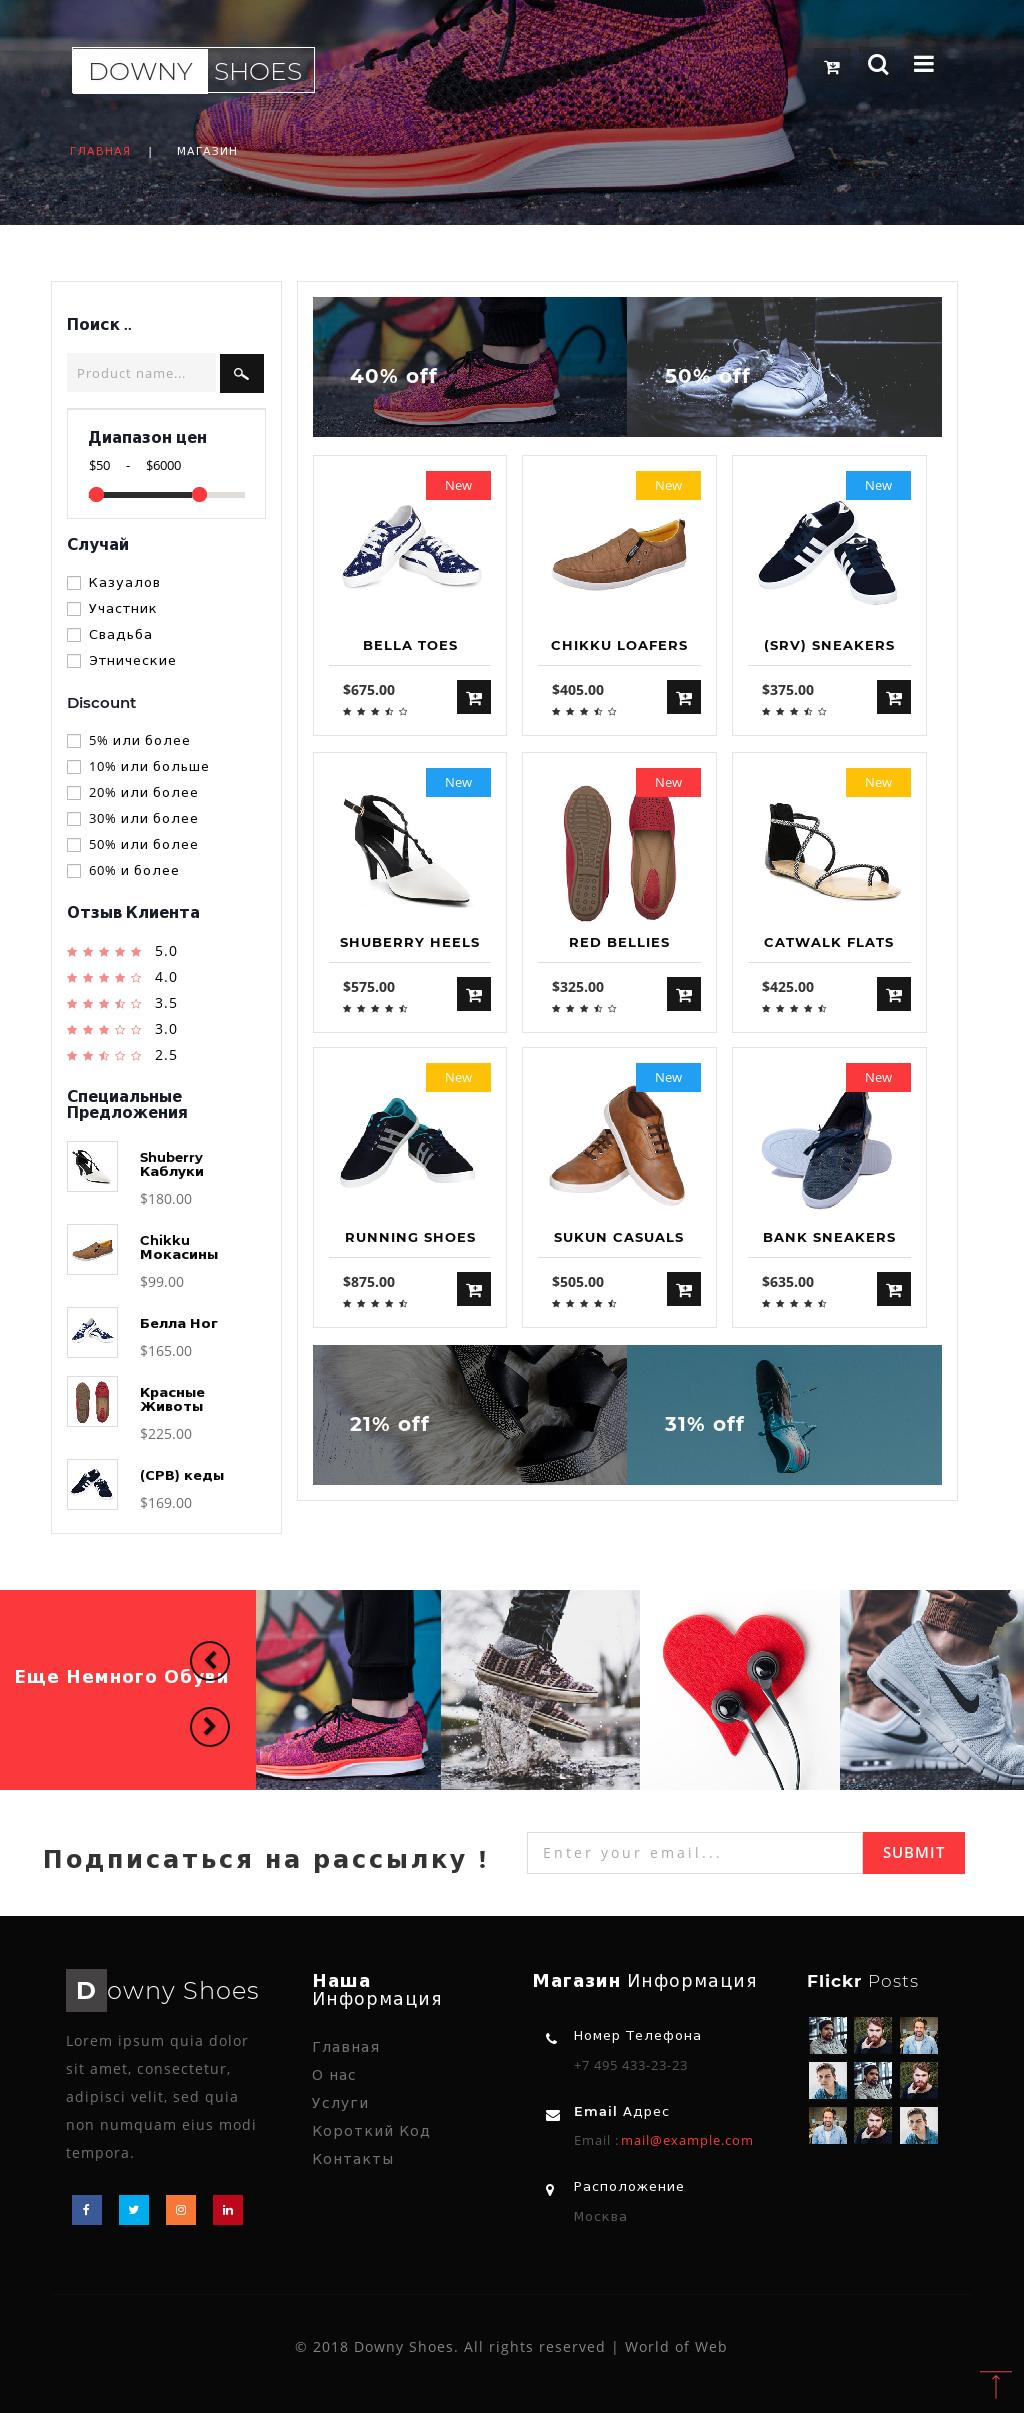 DOWNY SHOES
ГЛАВНАЯ | МАГАЗИН
Поиск ..
Product name...
Диапазон цен
$50 - $6000
Случай
Казуалов
Участник
Свадьба
Этнические
Discount
5% или более
10% или больше
20% или более
30% или более
50% или более
60% и более
Отзыв Клиента
5.0
4.0
3.5
3.0
2.5
Специальные
Предложения
Shuberry
Каблуки
$180.00
Chikku
Мокасины
$99.00
Белла Ног
$165.00
Красные
Животы
$225.00
(СРВ) кеды
$169.00
40% off
50% off
New
New
New
BELLA TOES
CHIKKU LOAFERS
(SRV) SNEAKERS
$675.00
$405.00
$375.00
New
New
New
SHUBERRY HEELS
RED BELLIES
CATWALK FLATS
$575.00
$325.00
$425.00
New
New
New
RUNNING SHOES
SUKUN CASUALS
BANK SNEAKERS
$875.00
$505.00
$635.00
21% off
31% off
Еще Немного Обуви
Подписаться на рассылку !
Enter your email...
SUBMIT
Downy Shoes
Lorem ipsum quia dolor
sit amet, consectetur,
adipisci velit, sed quia
non numquam eius modi
tempora.
Наша
Информация
Главная
О нас
Услуги
Короткий Код
Контакты
Магазин Информация
Номер Телефона
+7 495 433-23-23
Email Адрес
Email :mail@example.com
Расположение
Москва
Flickr Posts
© 2018 Downy Shoes. All rights reserved | World of Web